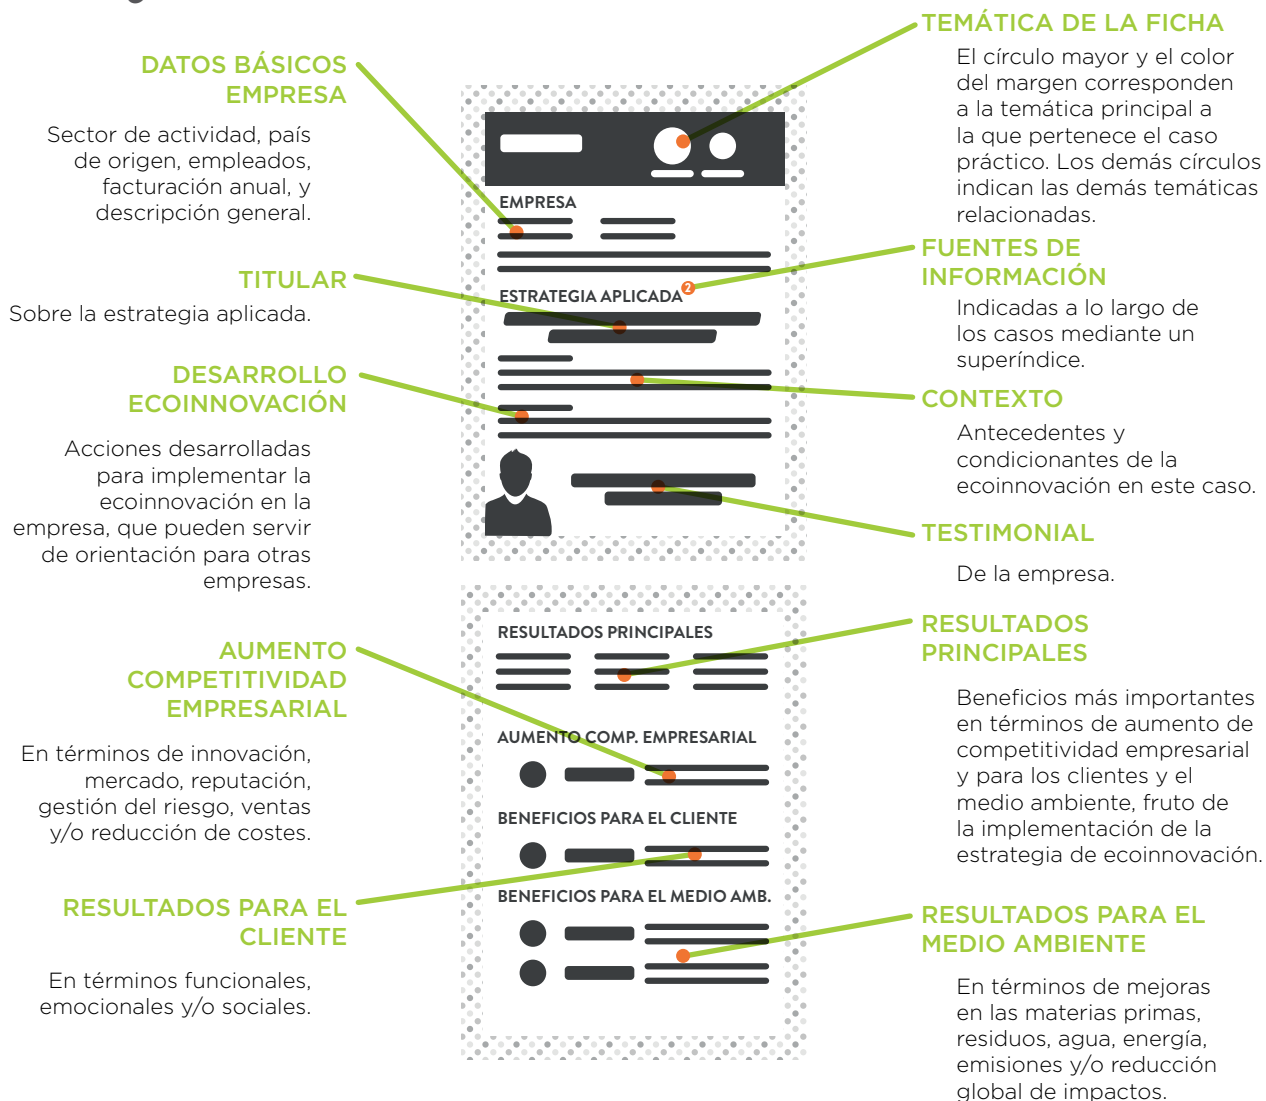 DATOS BÁSICOS
EMPRESA
Sector de actividad, país
de origen, empleados,
facturación anual, y
descripción general.
TITULAR
Sobre la estrategia aplicada.
DESARROLLO
ECOINNOVACIÓN
Acciones desarrolladas
para implementar la
ecoinnovación en la
empresa, que pueden servir
de orientación para otras
empresas.
AUMENTO
COMPETITIVIDAD
EMPRESARIAL
En términos de innovación,
mercado, reputación,
gestión del riesgo, ventas
y/o reducción de costes.
RESULTADOS PARA EL
CLIENTE
En términos funcionales,
emocionales y/o sociales.
EMPRESA
ESTRATEGIA APLICADA 2
RESULTADOS PRINCIPALES
AUMENTO COMP. EMPRESARIAL
BENEFICIOS PARA EL CLIENTE
BENEFICIOS PARA EL MEDIO AMB.
TEMÁTICA DE LA FICHA
El círculo mayor y el color
del margen corresponden
a la temática principal a
la que pertenece el caso
práctico. Los demás círculos
indican las demás temáticas
relacionadas.
FUENTES DE
INFORMACIÓN
Indicadas a lo largo de
los casos mediante un
superíndice.
CONTEXTO
Antecedentes y
condicionantes de la
ecoinnovación en este caso.
TESTIMONIAL
De la empresa.
RESULTADOS
PRINCIPALES
Beneficios más importantes
en términos de aumento de
competitividad empresarial
y para los clientes y el
medio ambiente, fruto de
la implementación de la
estrategia de ecoinnovación.
RESULTADOS PARA EL
MEDIO AMBIENTE
En términos de mejoras
en las materias primas,
residuos, agua, energía,
emisiones y/o reducción
global de impactos.